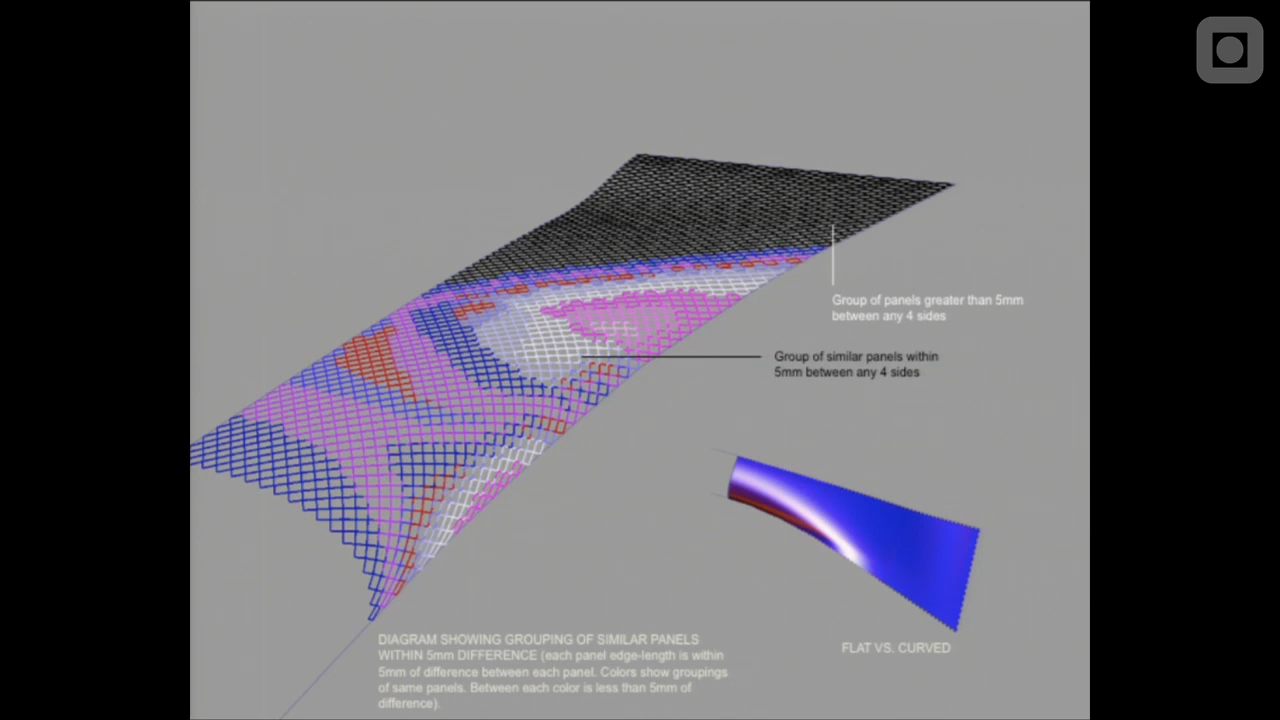 Group of panels greater than 5mm
between any 4 sides
Group of similar panels within
5mm between any 4 sides
DIAGRAM SHOWING GROUPING OF SIMILAR PANELS
WITHIN 5mm DIFFERENCE (each panel edge-length is within
5mm of difference between each panel. Colors show groupings
of same panels. Between each color is less than 5mm of
difference).
FLAT VS. CURVED